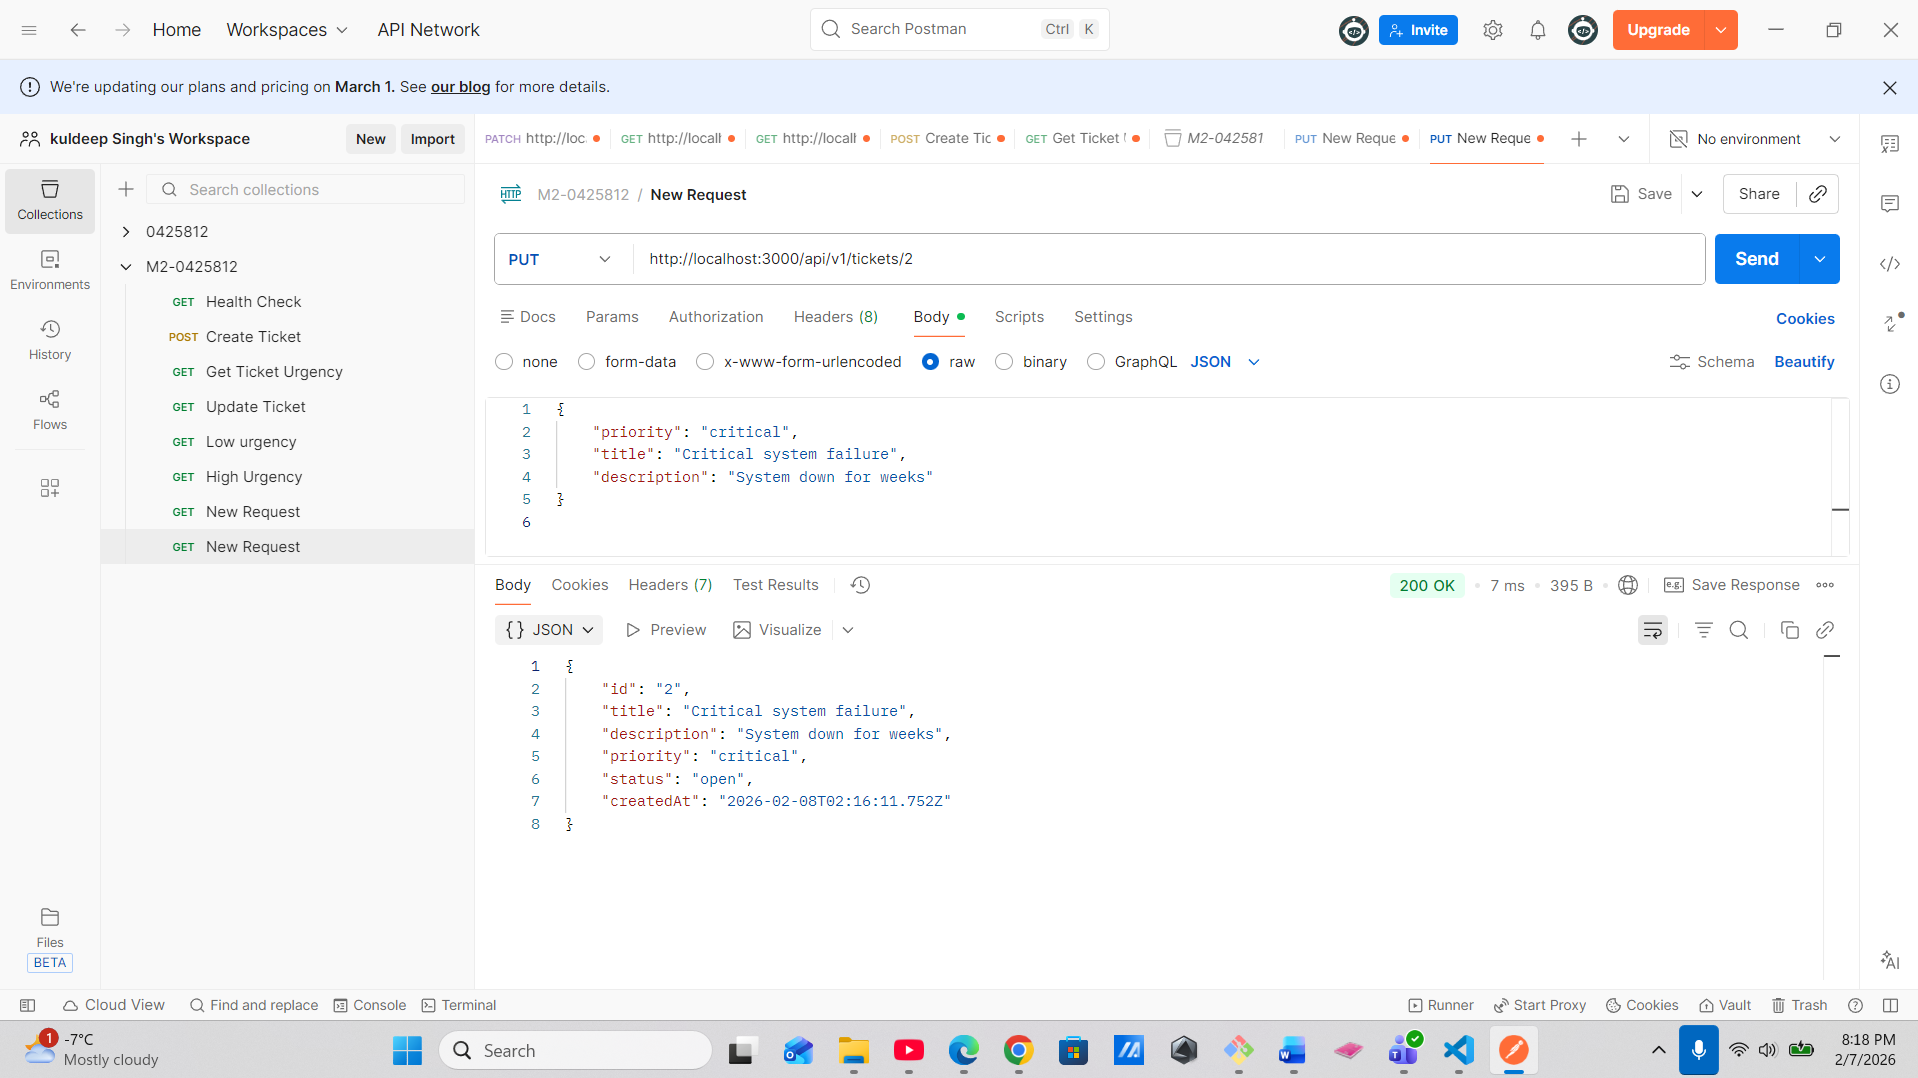 Home Workspaces API Network Search Postman Ctrl K Invite Upgrade
We're updating our plans and pricing on March 1. See our blog for more details.
kuldeep Singh's Workspace New Import
PATCH http://loc GET http://locall GET http://locall POST Create Tic GET Get Ticket M2-042581 PUT New Reque PUT New Reque No environment
Collections
Environments
History
Flows
Files
BETA
Search collections
0425812
M2-0425812
GET Health Check
POST Create Ticket
GET Get Ticket Urgency
GET Update Ticket
GET Low urgency
GET High Urgency
GET New Request
GET New Request
HTTP M2-0425812 / New Request Save Share
PUT http://localhost:3000/api/v1/tickets/2 Send
Docs Params Authorization Headers (8) Body Scripts Settings Cookies
none form-data x-www-form-urlencoded raw binary GraphQL JSON Schema Beautify
1 {
2 "priority": "critical",
3 "title": "Critical system failure",
4 "description": "System down for weeks"
5 }
6
Body Cookies Headers (7) Test Results 200 OK 7 ms 395 B e.g. Save Response
{} JSON Preview Visualize
1 {
2 "id": "2",
3 "title": "Critical system failure",
4 "description": "System down for weeks",
5 "priority": "critical",
6 "status": "open",
7 "createdAt": "2026-02-08T02:16:11.752Z"
8 }
AI
Cloud View Find and replace Console Terminal Runner Start Proxy Cookies Vault Trash
1 -7°C
Mostly cloudy
Search
8:18 PM
2/7/2026